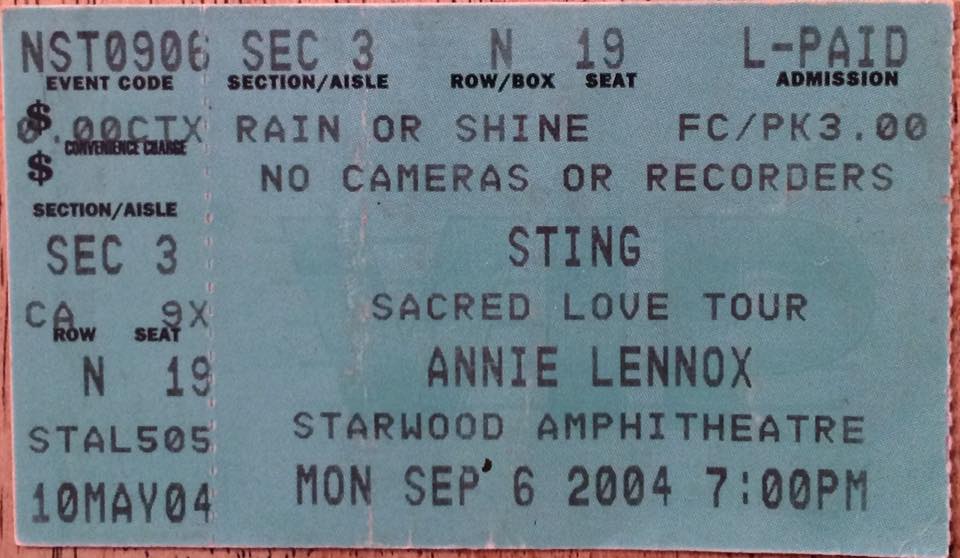 NST0906 SEC 3 N 19 L-PAID
EVENT CODE SECTION/AISLE ROW/BOX SEAT ADMISSION
$ 0.00CTX RAIN OR SHINE FC/PK3.00
CONVENIENCE CHARGE
$ NO CAMERAS OR RECORDERS
SECTION/AISLE
SEC 3 STING
CA 9X SACRED LOVE TOUR
ROW SEAT
N 19 ANNIE LENNOX
STAL505 STARWOOD AMPHITHEATRE
10MAY04 MON SEP 6 2004 7:00PM